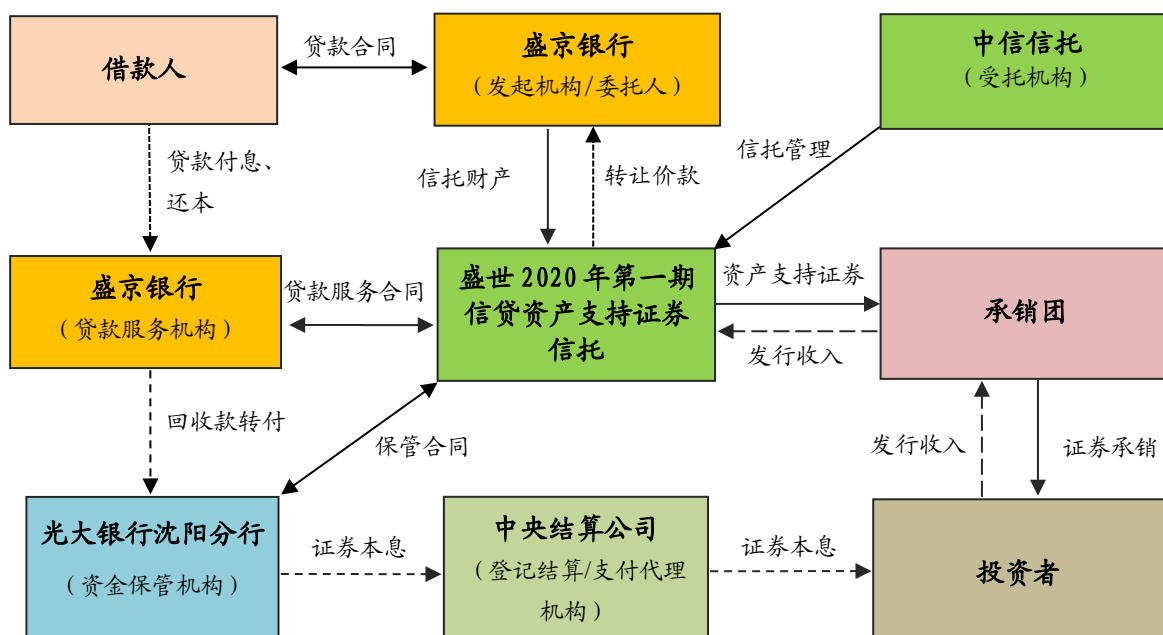 借款人
贷款合同
盛京银行
（发起机构/委托人）
中信信托
（受托机构）
贷款付息、
还本
信托财产
转让价款
信托管理
盛京银行
（贷款服务机构）
贷款服务合同
盛世 2020 年第一期
信贷资产支持证券
信托
资产支持证券
发行收入
承销团
回收款转付
保管合同
发行收入
证券承销
光大银行沈阳分行
（资金保管机构）
证券本息
中央结算公司
（登记结算/支付代理
机构）
证券本息
投资者